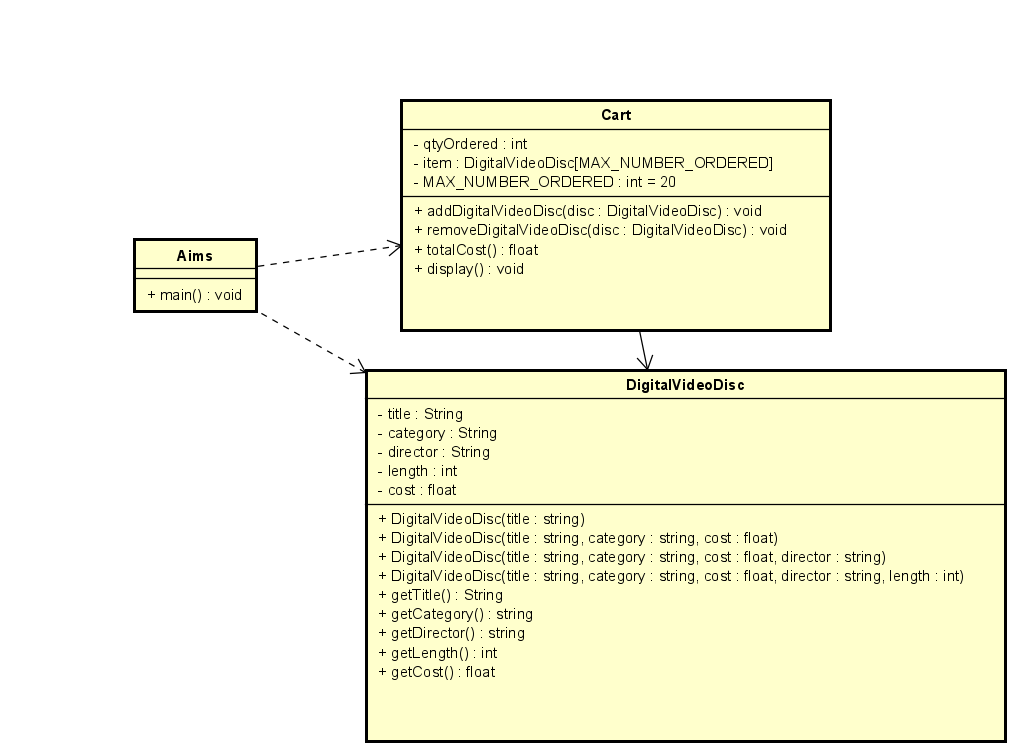 Cart
- qtyOrdered : int
- item : DigitalVideoDisc[MAX_NUMBER_ORDERED]
- MAX_NUMBER_ORDERED : int = 20
+ addDigitalVideoDisc(disc : DigitalVideoDisc) : void
+ removeDigitalVideoDisc(disc : DigitalVideoDisc) : void
+ totalCost() : float
+ display() : void
Aims
+ main() : void
DigitalVideoDisc
- title : String
- category : String
- director : String
- length : int
- cost : float
+ DigitalVideoDisc(title : string)
+ DigitalVideoDisc(title : string, category : string, cost : float)
+ DigitalVideoDisc(title : string, category : string, cost : float, director : string)
+ DigitalVideoDisc(title : string, category : string, cost : float, director : string, length : int)
+ getTitle() : String
+ getCategory() : string
+ getDirector() : string
+ getLength() : int
+ getCost() : float